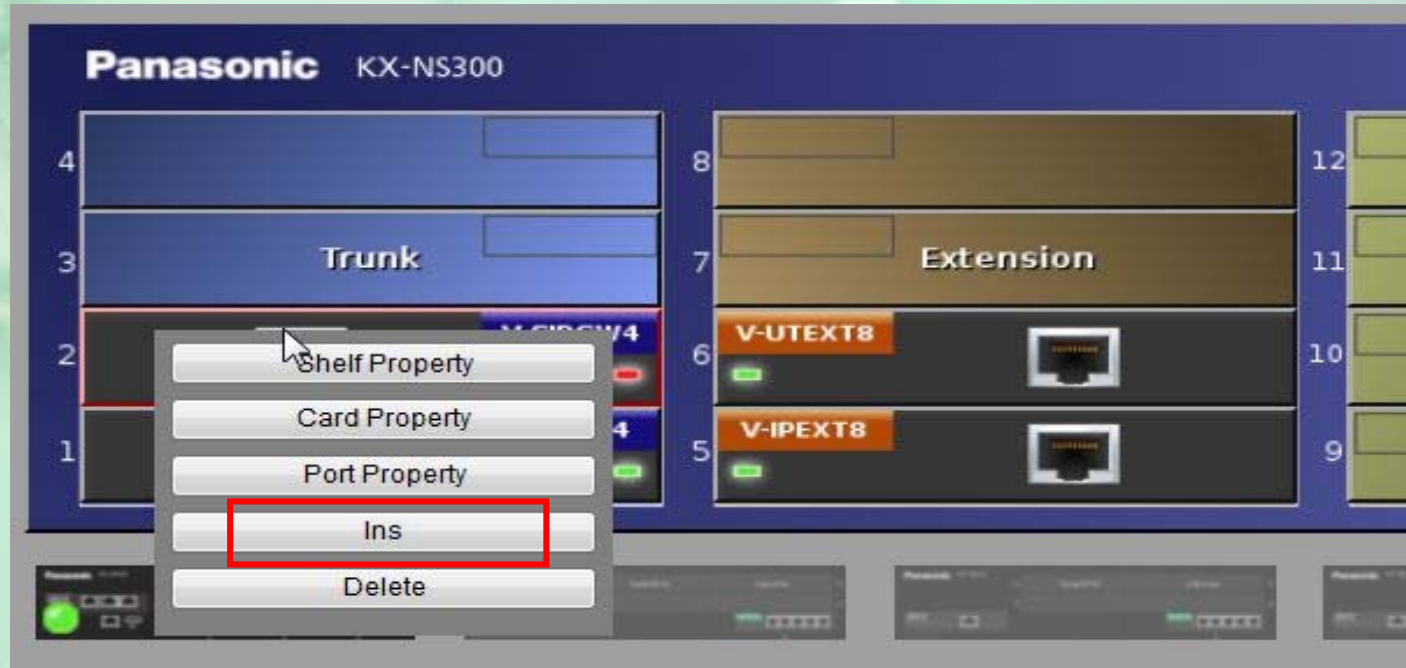 Panasonic KX-NS300
4
8
12
3 Trunk
7 Extension
11
2
V-UTEXT8
6
10
1
4
V-IPEXT8
5
9
Shelf Property
Card Property
Port Property
Ins
Delete